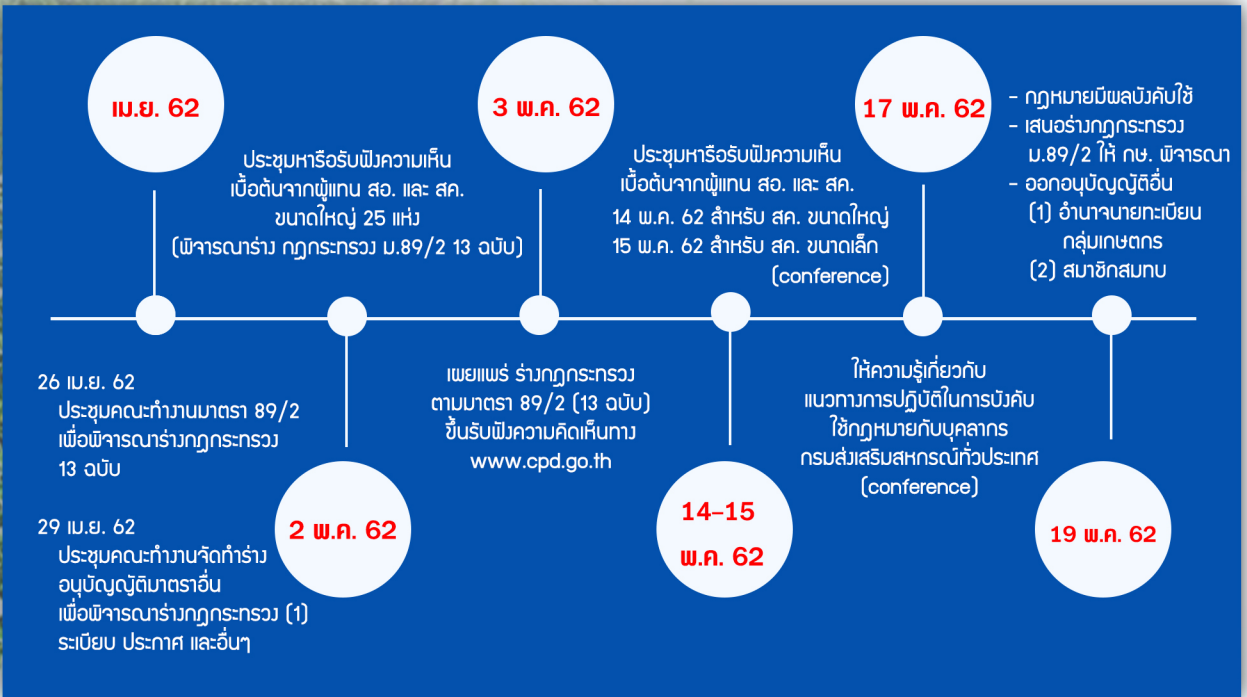 เม.ย. 62
26 เม.ย. 62
ประชุมคณะทำงานมาตรา 89/2
เพื่อพิจารณาร่างกฎกระทรวง
13 ฉบับ
29 เม.ย. 62
ประชุมคณะทำงานจัดทำร่าง
อนุบัญญัติมาตราอื่น
เพื่อพิจารณาร่างกฎกระทรวง (1)
ระเบียบ ประกาศ และอื่นๆ
ประชุมหารือรับฟังความเห็น
เบื้อต้นจากผู้แทน สอ. และ สค.
ขนาดใหญ่ 25 แห่ง
(พิจารณาร่าง กฎกระทรวง ม.89/2 13 ฉบับ)
2 พ.ค. 62
3 พ.ค. 62
เผยแพร่ ร่างกฎกระทรวง
ตามมาตรา 89/2 (13 ฉบับ)
ขึ้นรับฟังความคิดเห็นทาง
www.cpd.go.th
ประชุมหารือรับฟังความเห็น
เบื้อต้นจากผู้แทน สอ. และ สค.
14 พ.ค. 62 สำหรับ สค. ขนาดใหญ่
15 พ.ค. 62 สำหรับ สค. ขนาดเล็ก
(conference)
14–15
พ.ค. 62
17 พ.ค. 62
ให้ความรู้เกี่ยวกับ
แนวทางการปฏิบัติในการบังคับ
ใช้กฎหมายกับบุคลากร
กรมส่งเสริมสหกรณ์ทั่วประเทศ
(conference)
- กฎหมายมีผลบังคับใช้
- เสนอร่างกฎกระทรวง
ม.89/2 ให้ กษ. พิจารณา
- ออกอนุบัญญัติอื่น
(1) อำนาจนายทะเบียน
กลุ่มเกษตกร
(2) สมาชิกสมทบ
19 พ.ค. 62